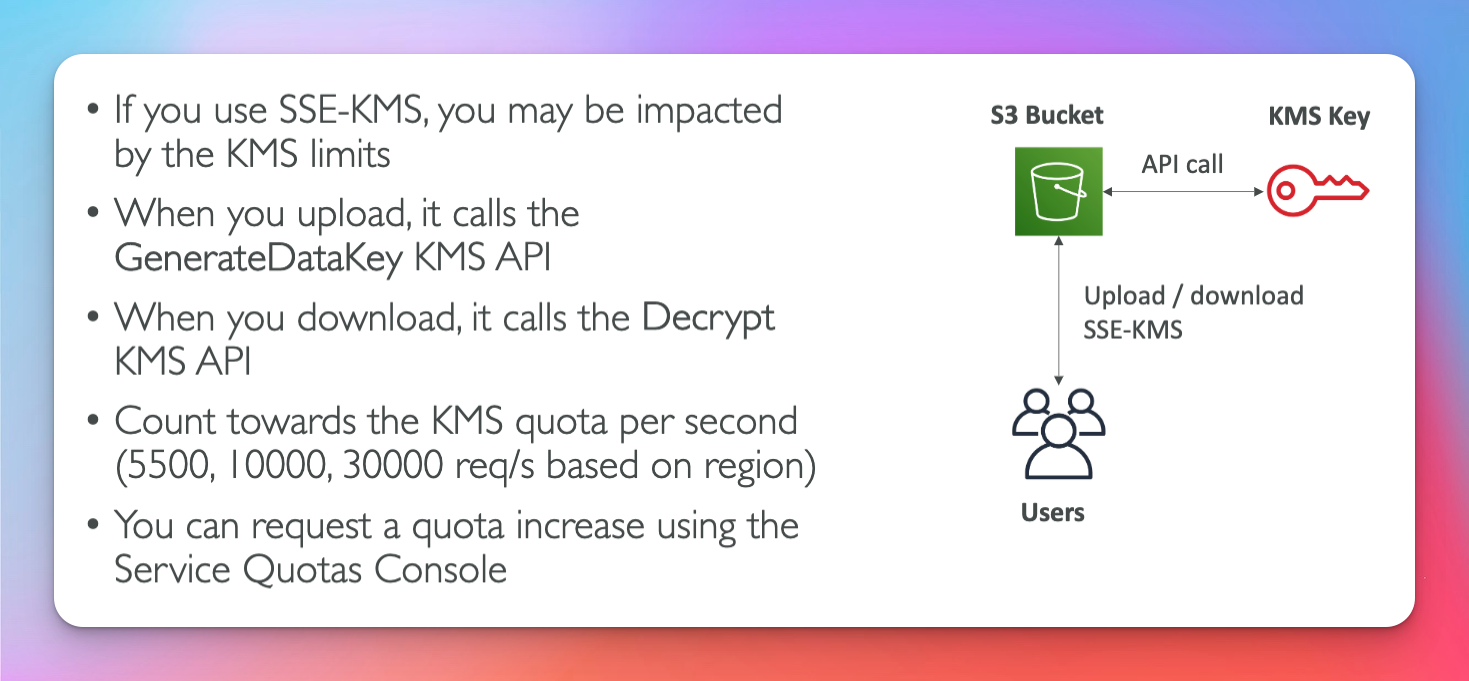 • If you use SSE-KMS, you may be impacted
by the KMS limits
• When you upload, it calls the
GenerateDataKey KMS API
• When you download, it calls the Decrypt
KMS API
• Count towards the KMS quota per second
(5500, 10000, 30000 req/s based on region)
• You can request a quota increase using the
Service Quotas Console
S3 Bucket
KMS Key
API call
Upload / download
SSE-KMS
Users